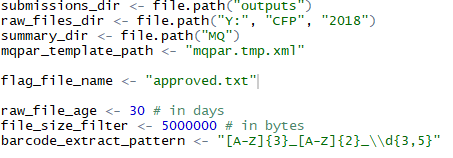 submissions_dir <- file.path("outputs")
raw_files_dir <- file.path("Y:", "CFP", "2018")
summary_dir <- file.path("MQ")
mqpar_template_path <- "mqpar.tmp.xml"
flag_file_name <- "approved.txt"
raw_file_age <- 30 # in days
file_size_filter <- 5000000 # in bytes
barcode_extract_pattern <- "[A-Z]{3}_[A-Z]{2}_\\d{3,5}"